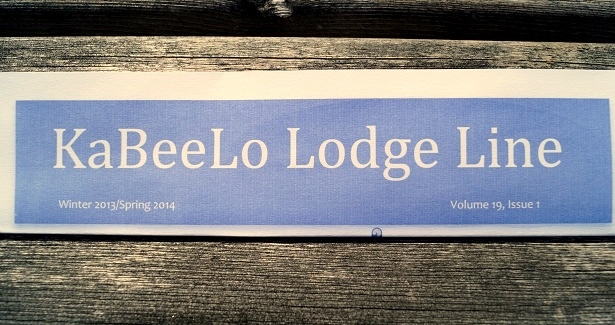 KaBeeLo Lodge Line
Winter 2013/Spring 2014
Volume 19, Issue 1